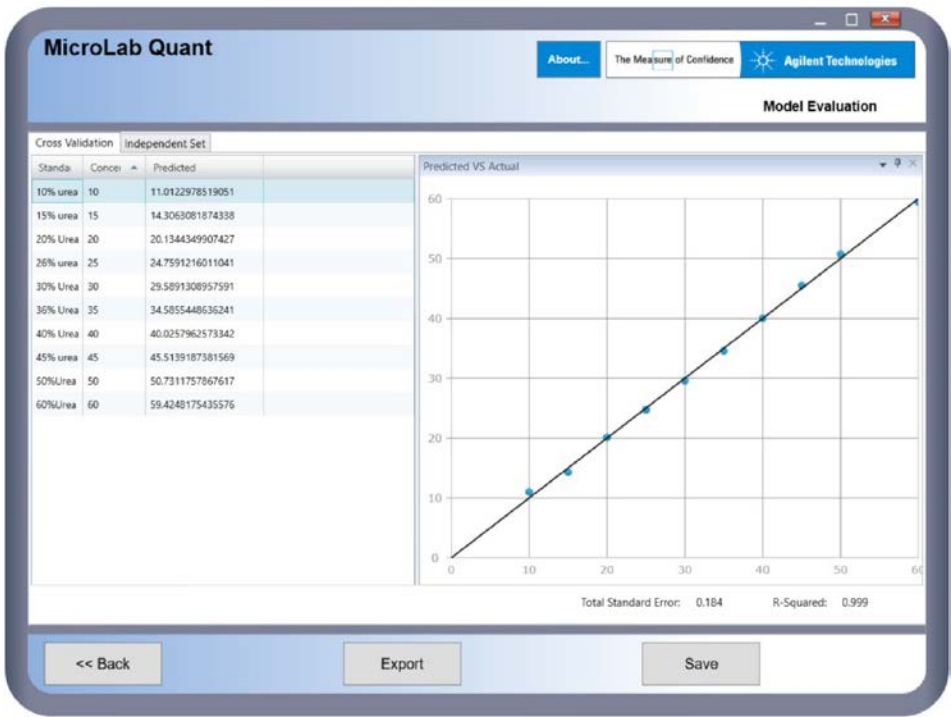 MicroLab Quant
About...
The Measure of Confidence
Agilent Technologies
Model Evaluation
Cross Validation Independent Set
Standa Concei Predicted
10% urea 10 11.0122978519051
15% urea 15 14.3063081874338
20% Urea 20 20.1344349907427
26% urea 25 24.7591216011041
30% Urea 30 29.5891308957591
36% Urea 35 34.5855448636241
40% Urea 40 40.0257962573342
45% urea 45 45.5139187381569
50%Urea 50 50.7311757867617
60%Urea 60 59.4248175435576
Predicted VS Actual
60
50
40
30
20
10
0
0 10 20 30 40 50 60
Total Standard Error: 0.184 R-Squared: 0.999
<< Back Export Save